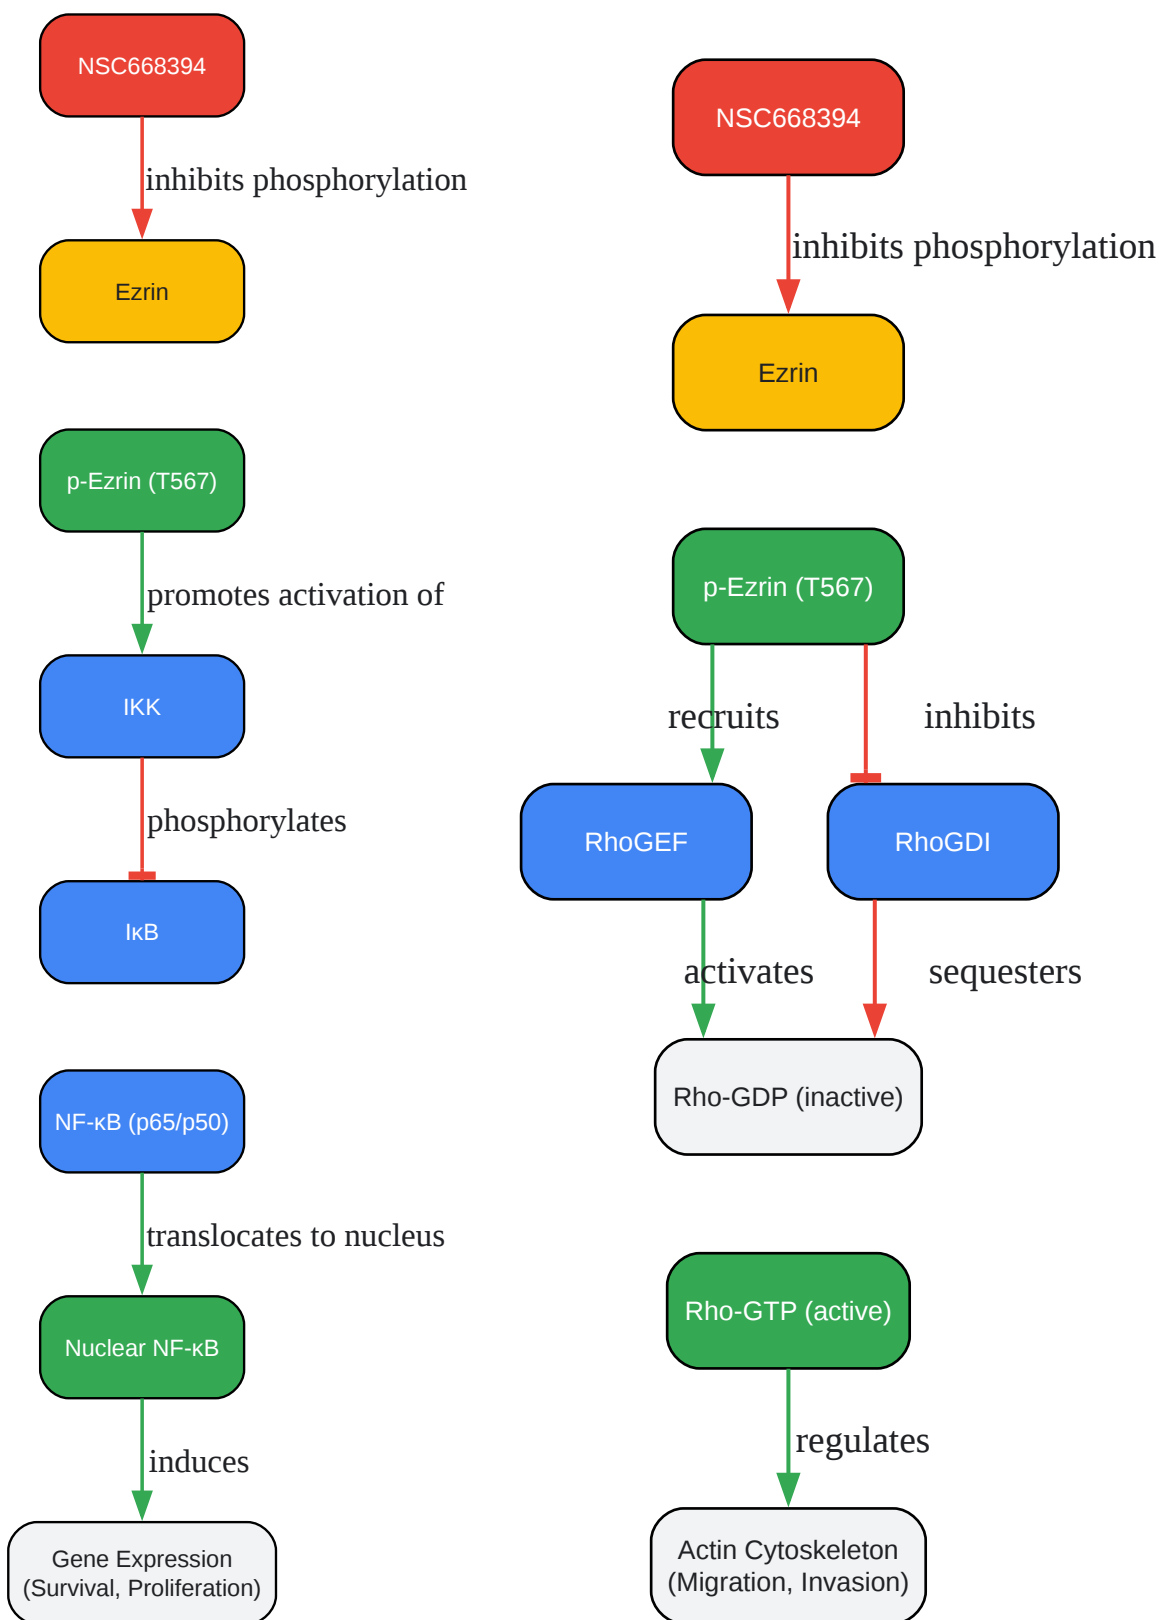 NSC668394
inhibits phosphorylation
Ezrin
p-Ezrin (T567)
promotes activation of
IKK
phosphorylates
IκB
NF-κB (p65/p50)
translocates to nucleus
Nuclear NF-κB
induces
Gene Expression
(Survival, Proliferation)
NSC668394
inhibits phosphorylation
Ezrin
p-Ezrin (T567)
recruits
inhibits
RhoGEF
RhoGDI
activates
sequesters
Rho-GDP (inactive)
Rho-GTP (active)
regulates
Actin Cytoskeleton
(Migration, Invasion)